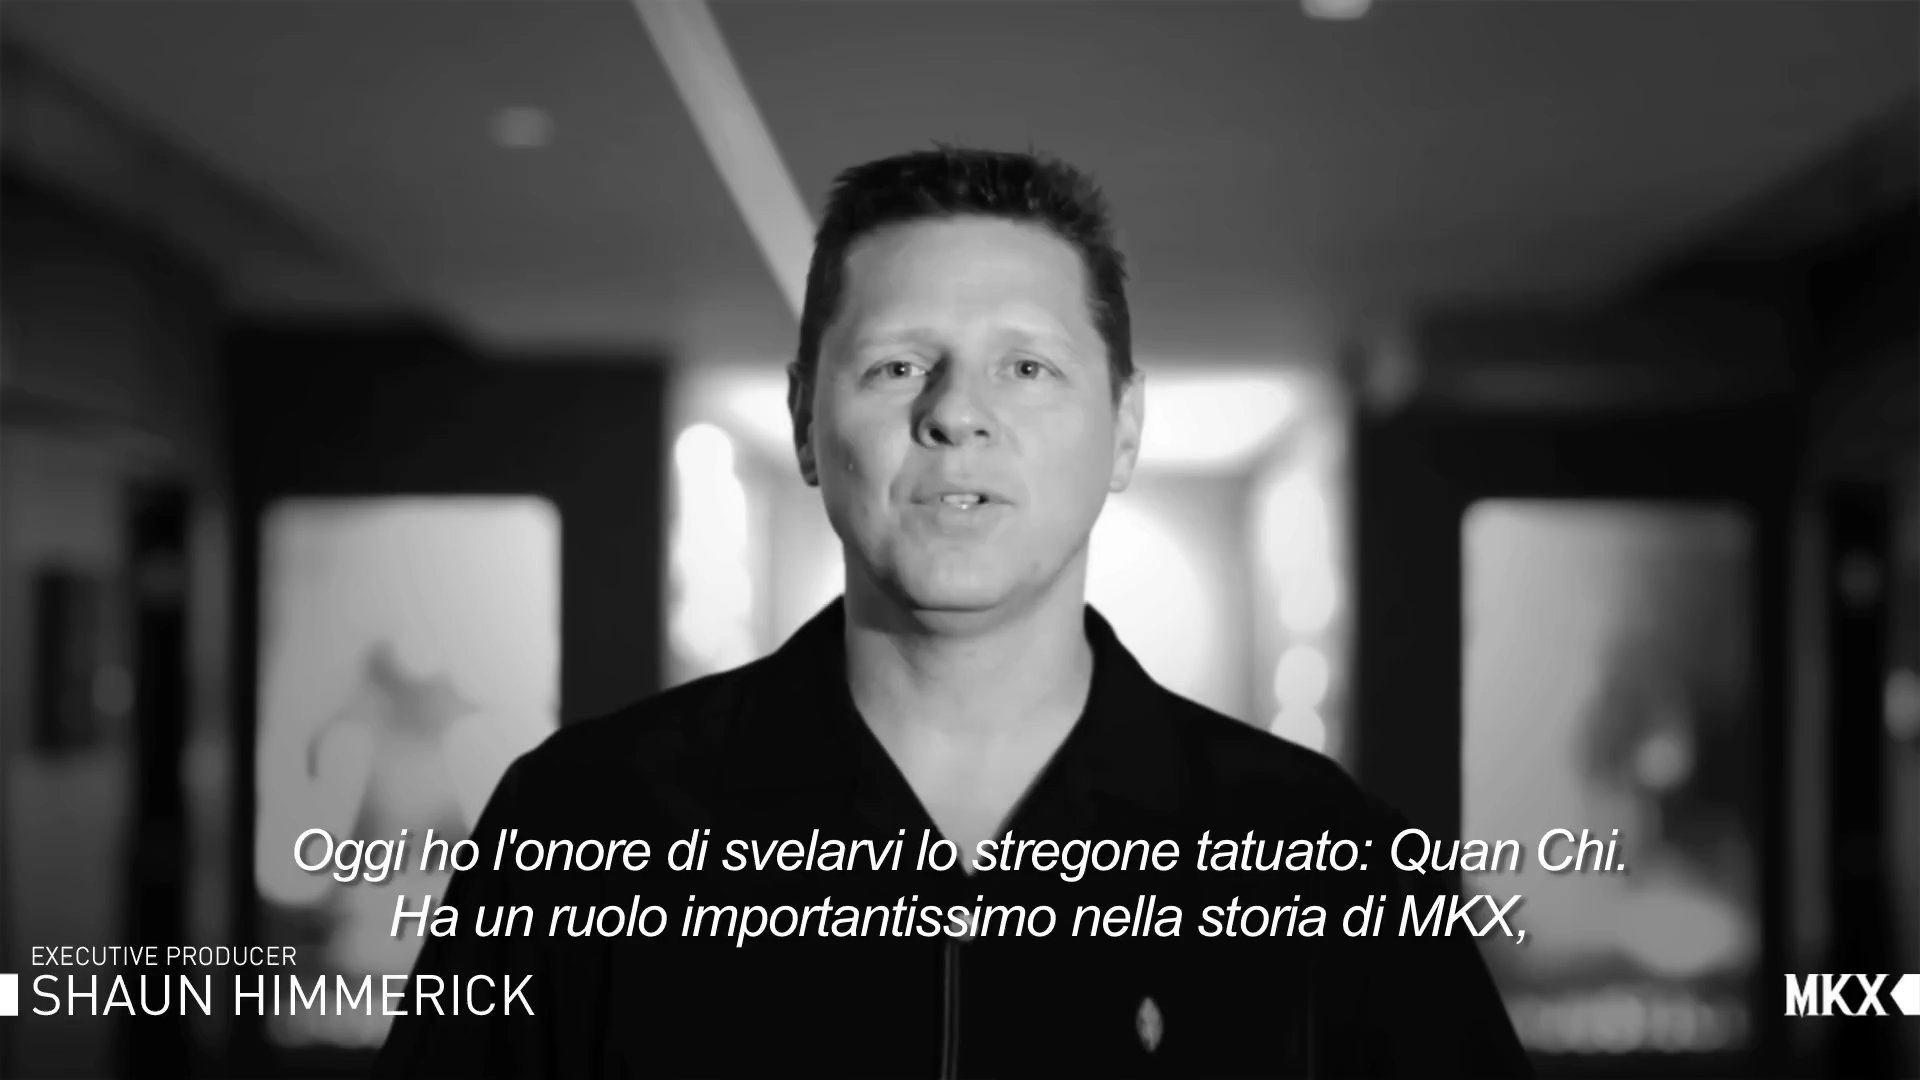 Oggi ho l'onore di svelarvi lo stregone tatuato: Quan Chi.
Ha un ruolo importantissimo nella storia di MKX,
EXECUTIVE PRODUCER
SHAUN HIMMERICK
MKX